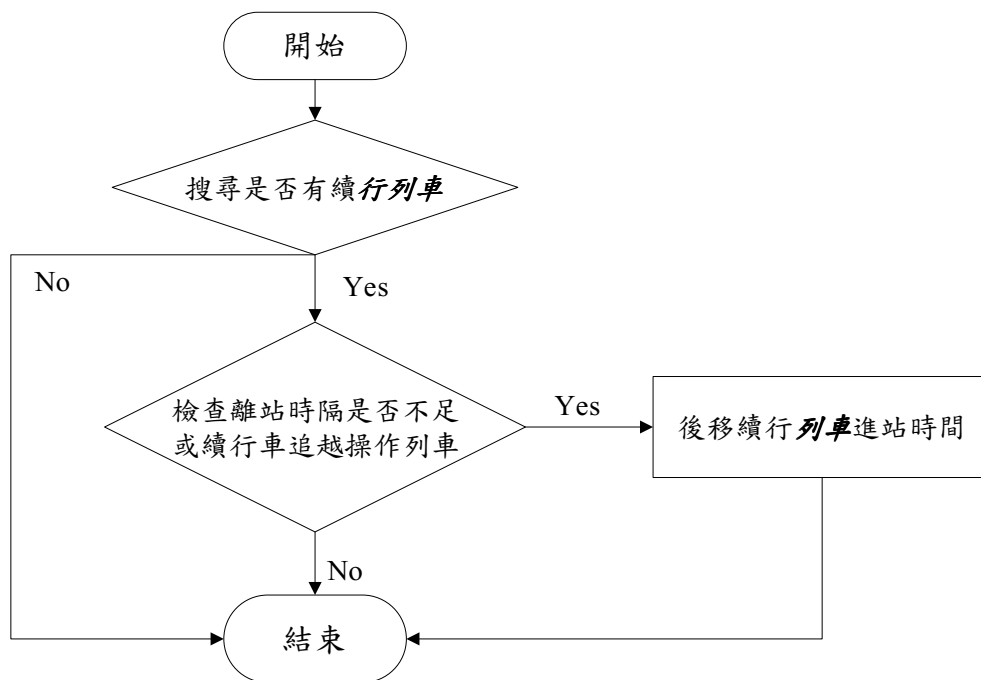 開始
搜尋是否有續行列車
No
Yes
檢查離站時隔是否不足
或續行車追越操作列車
Yes
後移續行列車進站時間
No
結束